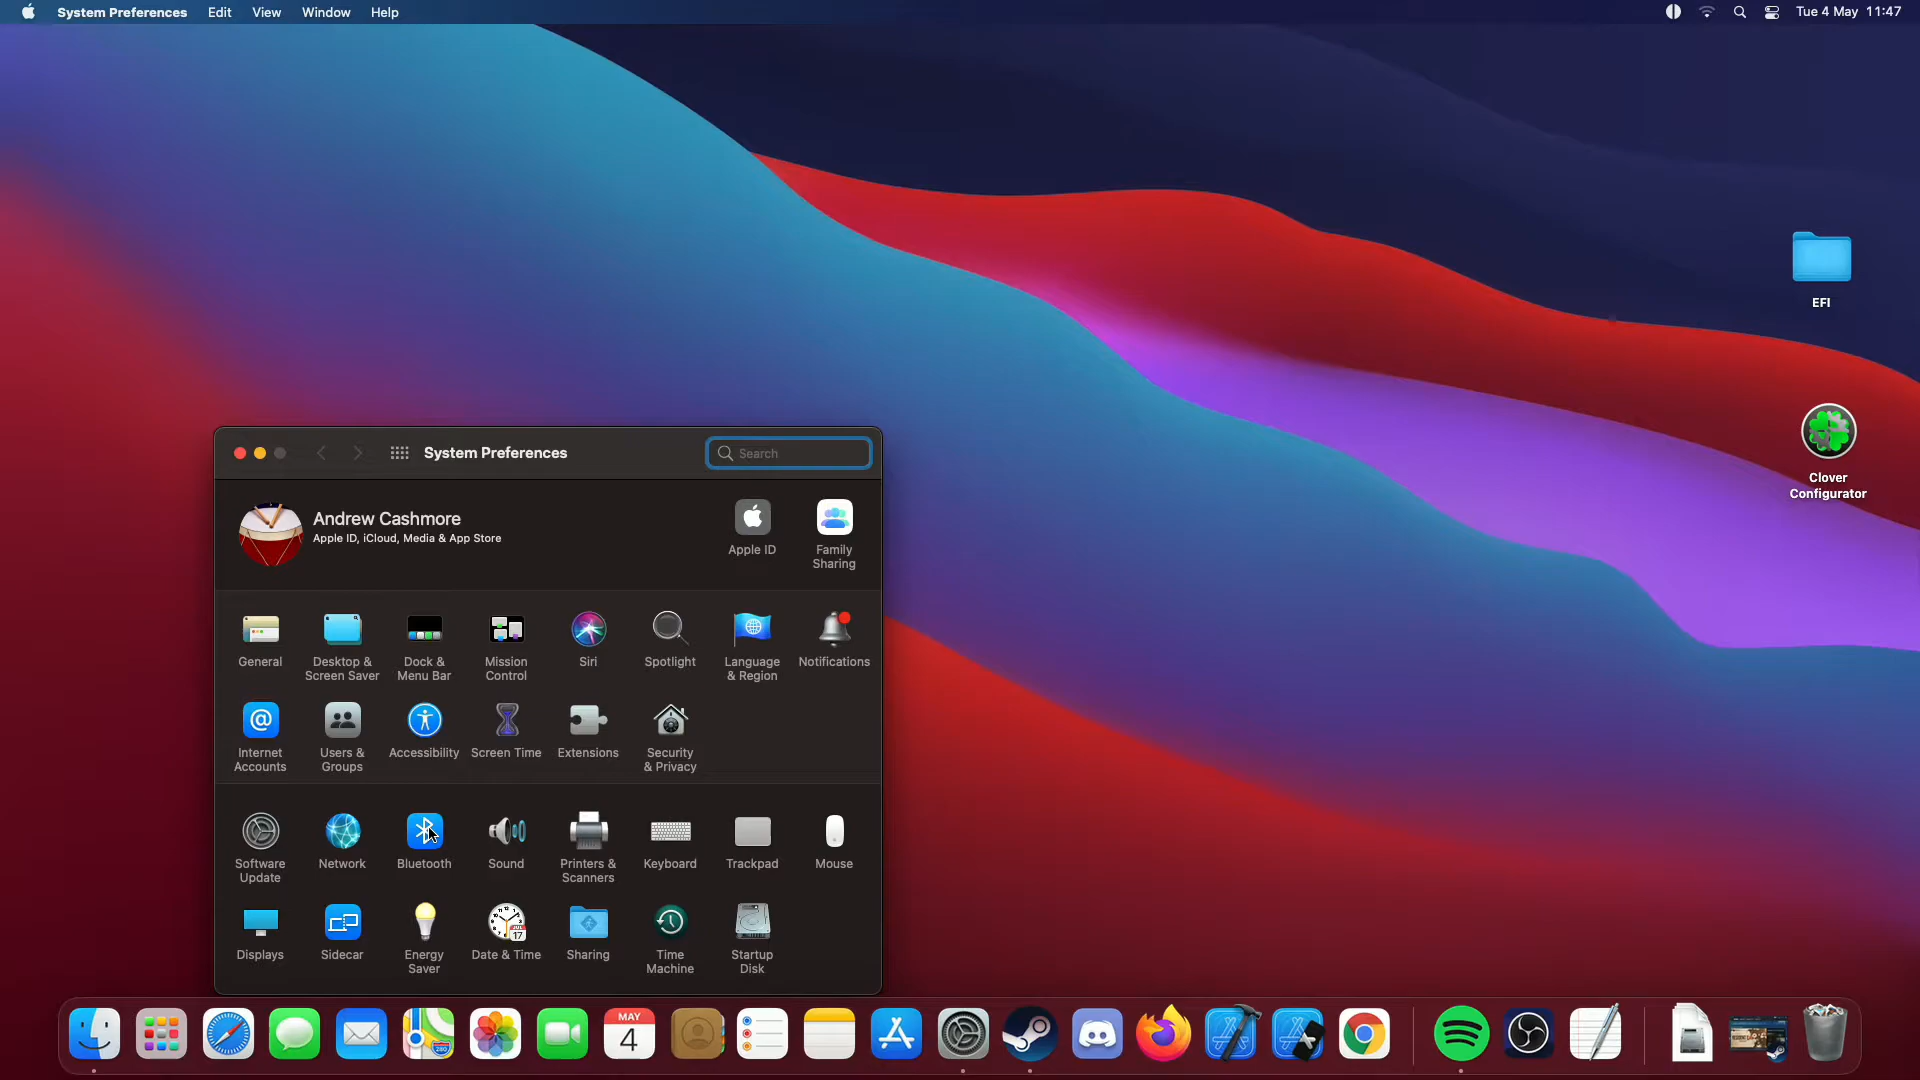 System Preferences Edit View Window Help
Tue 4 May 11:47
EFI
Clover
Configurator
System Preferences
Search
Andrew Cashmore
Apple ID, iCloud, Media & App Store
Apple ID
Family
Sharing
General
Desktop &
Screen Saver
Dock &
Menu Bar
Mission
Control
Siri
Spotlight
Language
& Region
Notifications
Internet
Accounts
Users &
Groups
Accessibility
Screen Time
Extensions
Security
& Privacy
Software
Update
Network
Bluetooth
Sound
Printers &
Scanners
Keyboard
Trackpad
Mouse
Displays
Sidecar
Energy
Saver
JUL
17
Date & Time
Sharing
Time
Machine
Startup
Disk
280
MAY
4